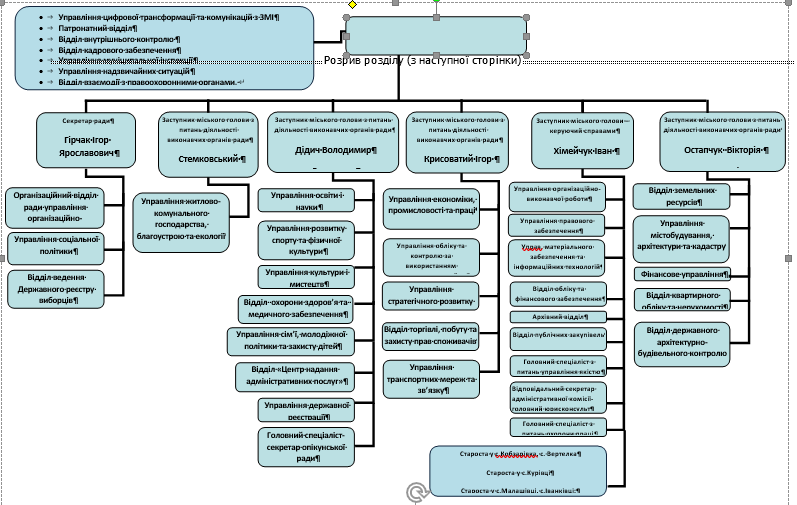 Управління цифрової трансформації та комунікацій з ЗМІ
Патронатний відділ
Відділ внутрішнього контролю
Відділ кадрового забезпечення
Управління муніципальної інспекції
Управління надзвичайних ситуацій
Відділ взаємодії з правоохоронними органами.
Розрив розділу (з наступної сторінки)
Секретар ради
Гірчак Ігор
Ярославович
Організаційний відділ
ради управління
організаційно-
Управління соціальної
політики
Відділ ведення
Державного реєстру
виборців
Заступник міського голови з
питань діяльності
виконавчих органів ради
Стемковський
Управління житлово-
комунального
господарства,
благоустрою та екології
Заступник міського голови з питань
діяльності виконавчих органів ради
Дідич Володимир
Управління освіти і
науки
Управління розвитку
спорту та фізичної
культури
Управління культури і
мистецтв
Відділ охорони здоров'я та
медичного забезпечення
Управління сім'ї, молодіжної
політики та захисту дітей
Відділ «Центр надання
адміністративних послуг»
Управління державної
реєстрації
Головний спеціаліст-
секретар опікунської
ради
Заступник міського голови з
питань діяльності
виконавчих органів ради
Крисоватий Ігор
Управління економіки,
промисловості та праці
Управління обліку та
контролю за
використанням
Управління
стратегічного розвитку
Відділ торгівлі, побуту та
захисту прав споживачів
Управління
транспортних мереж та
зв'язку
Заступник міського голови –
керуючий справами
Хімейчук Іван
Управління організаційно-
виконавчої роботи
Управління правового
забезпечення
Управ. матеріального
забезпечення та
інформаційних технологій
Відділ обліку та
фінансового забезпечення
Архівний відділ
Відділ публічних закупівель
Головний спеціаліст з
питань управління якістю
Відповідальний секретар
адміністративної комісії-
головний юрисконсульт
Головний спеціаліст з
питань охорони праці
Староста у с. Кобзарівка, с. Вертелка
Староста у с. Курівці
Староста у с. Малашівці, с. Іванківці
Заступник міського голови з питань
діяльності виконавчих органів ради
Остапчук Вікторія
Відділ земельних
ресурсів
Управління
містобудування,
архітектури та кадастру
Фінансове управління
Відділ квартирного
обліку та нерухомості
Відділ державного
архітектурно-
будівельного контролю